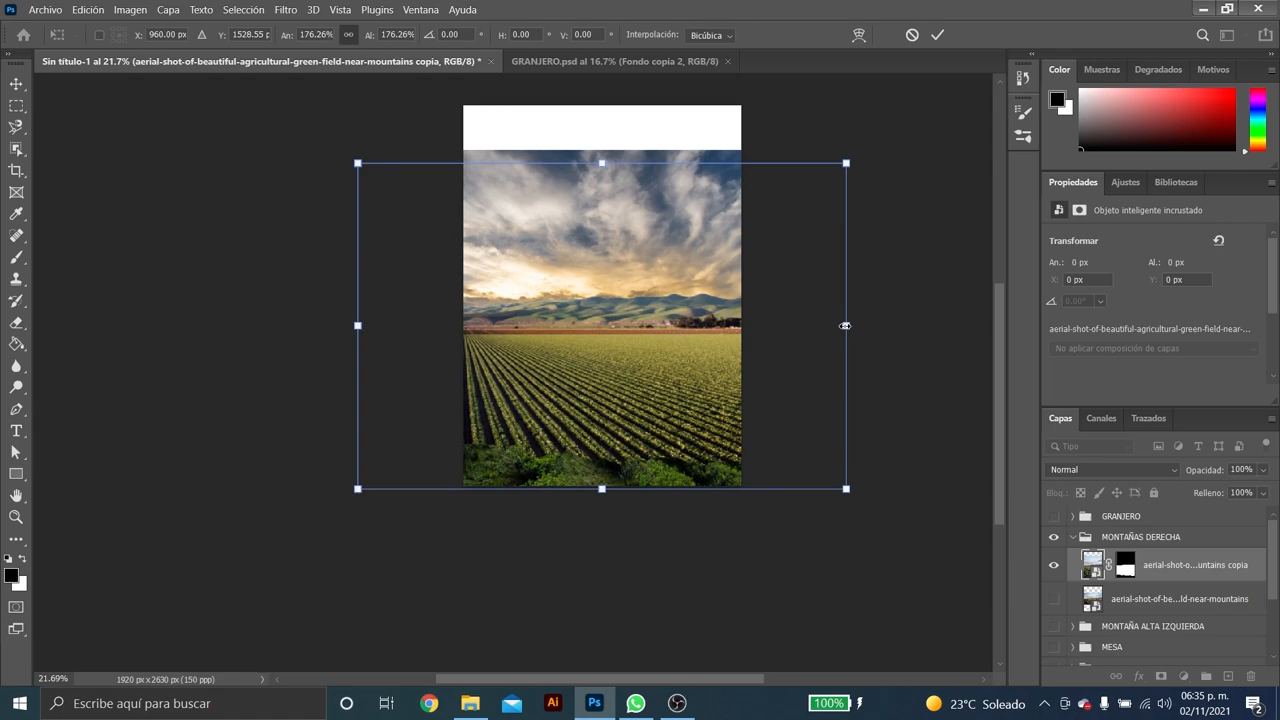 Ps Archivo Edición Imagen Capa Texto Selección Filtro 3D Vista Plugins Ventana Ayuda
X: 960.00 px Y: 1528.55 p An: 176.26% Al: 176.26% 0.00 ° H: 0.00 ° V: 0.00 ° Interpolación: Bicúbica
Sin título-1 al 21.7% (aerial-shot-of-beautiful-agricultural-green-field-near-mountains copia, RGB/8) * GRANJERO.psd al 16.7% (Fondo copia 2, RGB/8)
Color Muestras Degradados Motivos
Propiedades Ajustes Bibliotecas
Objeto inteligente incrustado
Transformar
An.: 0 px Al.: 0 px
X: 0 px Y: 0 px
0.00°
aerial-shot-of-beautiful-agricultural-green-field-near-...
No aplicar composición de capas
Capas Canales Trazados
Tipo
Normal Opacidad: 100%
Bloq.: Relleno: 100%
GRANJERO
MONTAÑAS DERECHA
aerial-shot-o...untains copia
aerial-shot-of-be...ld-near-mountains
MONTAÑA ALTA IZQUIERDA
MESA
21.69% 1920 px x 2630 px (150 ppp)
Escribe aquí para buscar Ai Ps 100% 23°C Soleado 06:35 p. m.
02/11/2021 2